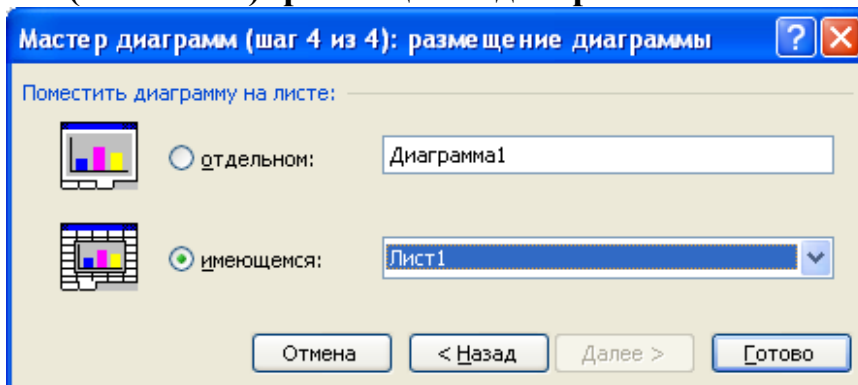 Мастер диаграмм (шаг 4 из 4): размещение диаграммы
Поместить диаграмму на листе:
отдельном: Диаграмма1
имеющемся: Лист1
Отмена < Назад Далее > Готово